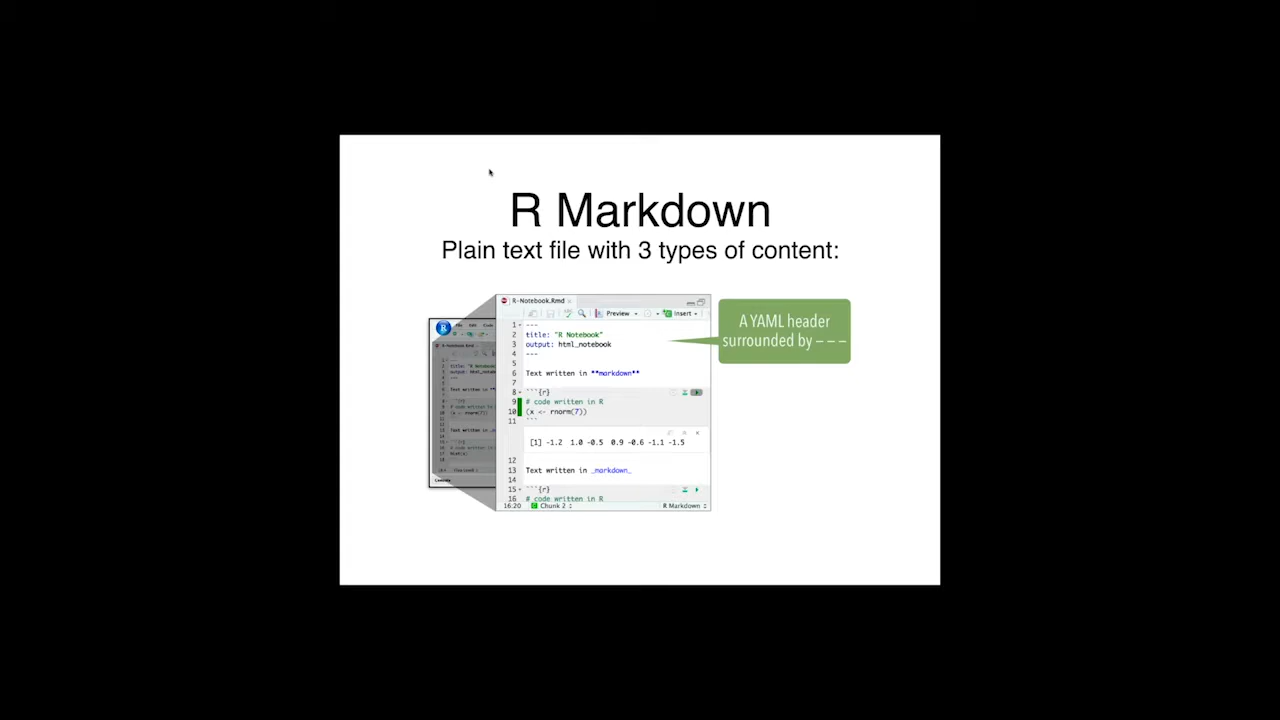 R Markdown
Plain text file with 3 types of content:
R-Notebook.Rmd
Preview
Insert
A YAML header
surrounded by – – –
1 ---
2 title: "R Notebook"
3 output: html_notebook
4 ---
5
6 Text written in **markdown**
7
8 ```{r}
9 # code written in R
10 (x <- rnorm(7))
11 ```
[1] -1.2 1.0 -0.5 0.9 -0.6 -1.1 -1.5
12
13 Text written in _markdown_
14
15 ```{r}
16 # code written in R
16:20 C Chunk 2 R Markdown
R File Edit Code